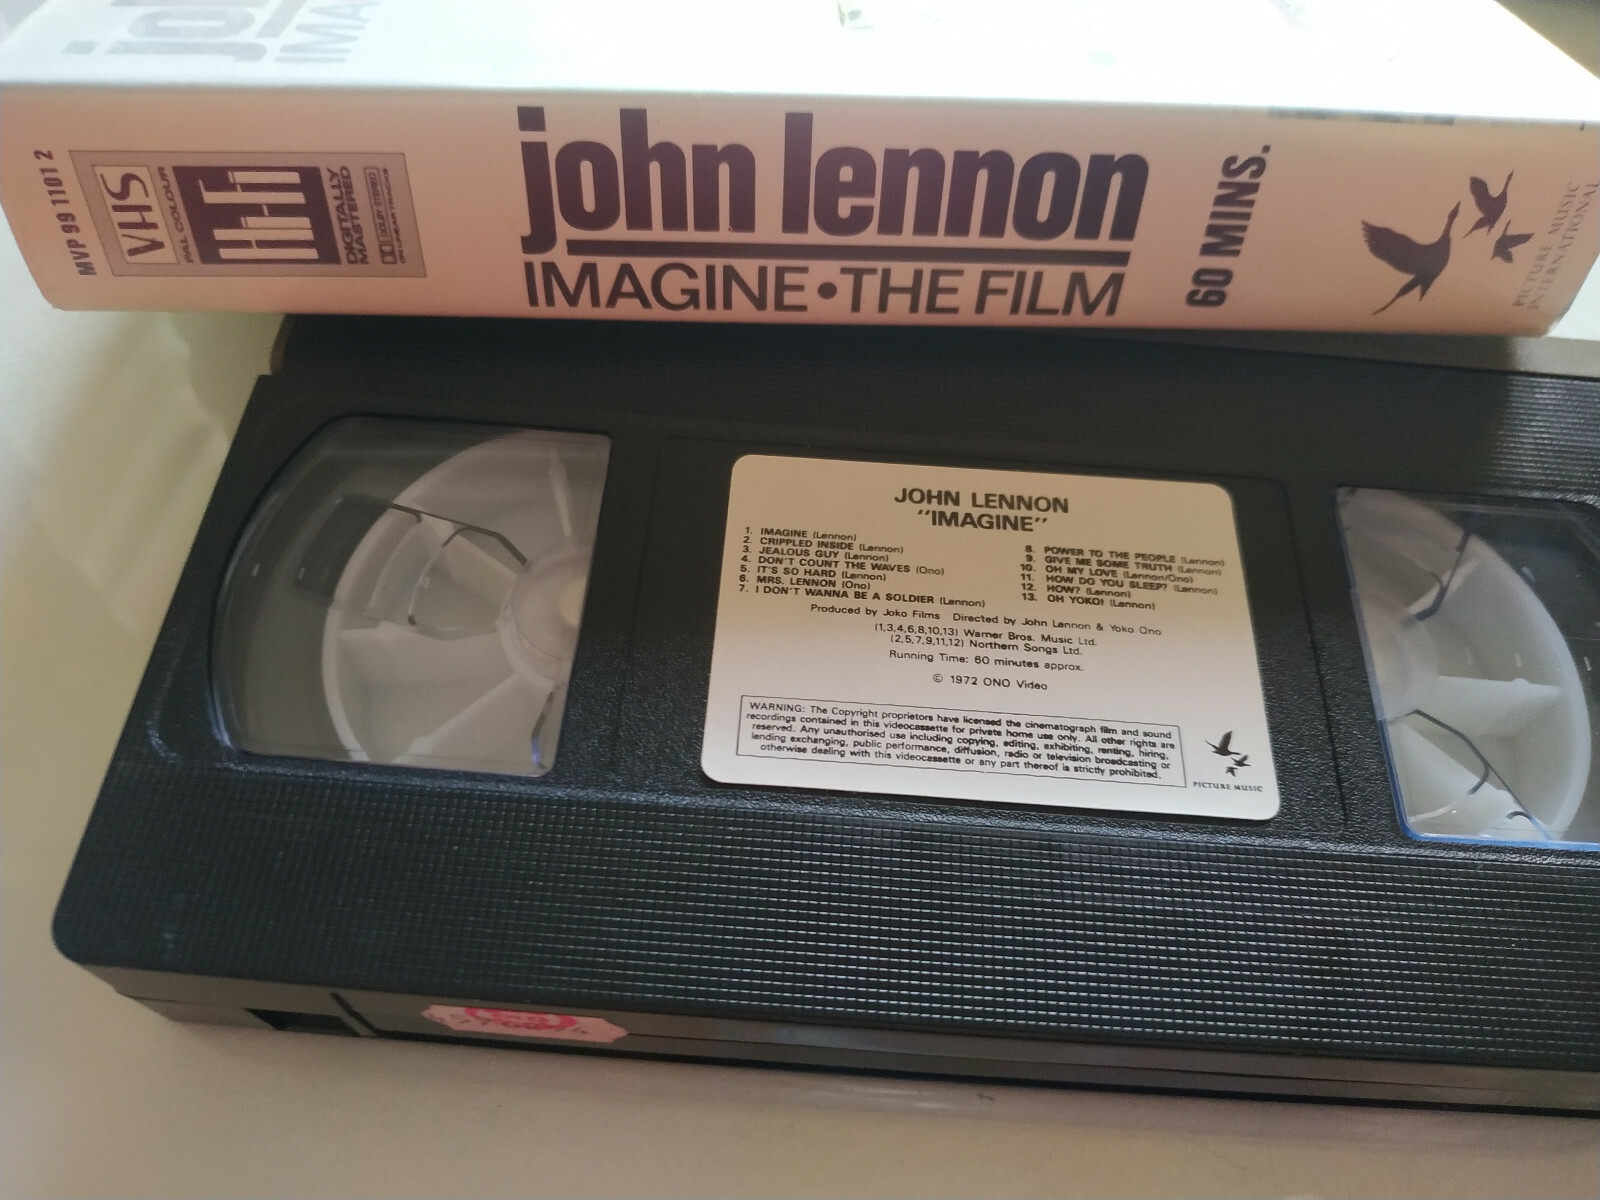 MVP 99 1101 2
VHS
PAL COLOUR
DIGITALLY
MASTERED
DOLBY STEREO
ON LINEAR TRACKS
john lennon
IMAGINE•THE FILM
60 MINS.
PICTURE MUSIC
INTERNATIONAL
JOHN LENNON
"IMAGINE"
1. IMAGINE (Lennon)
2. CRIPPLED INSIDE (Lennon)
3. JEALOUS GUY (Lennon)
4. DON'T COUNT THE WAVES (Ono)
5. IT'S SO HARD (Lennon)
6. MRS. LENNON (Ono)
7. I DON'T WANNA BE A SOLDIER (Lennon)
8. POWER TO THE PEOPLE (Lennon)
9. GIVE ME SOME TRUTH (Lennon)
10. OH MY LOVE (Lennon/Ono)
11. HOW DO YOU SLEEP? (Lennon)
12. HOW? (Lennon)
13. OH YOKO! (Lennon)
Produced by Joko Films Directed by John Lennon & Yoko Ono
(1,3,4,6,8,10,13) Warner Bros. Music Ltd.
(2,5,7,9,11,12) Northern Songs Ltd.
Running Time: 60 minutes approx.
© 1972 ONO Video
WARNING: The Copyright proprietors have licensed the cinematograph film and sound
recordings contained in this videocassette for private home use only. All other rights are
reserved. Any unauthorised use including copying, editing, exhibiting, renting, hiring,
lending exchanging, public performance, diffusion, radio or television broadcasting or
otherwise dealing with this videocassette or any part thereof is strictly prohibited.
PICTURE MUSIC